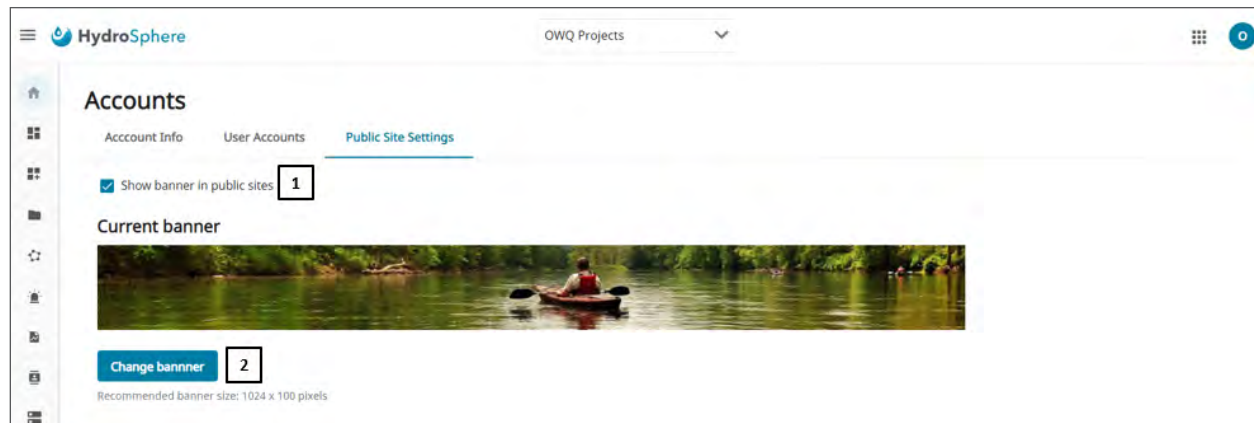 HydroSphere
OWQ Projects
O
Accounts
Acccount Info
User Accounts
Public Site Settings
Show banner in public sites
1
Current banner
Change bannner
2
Recommended banner size: 1024 x 100 pixels